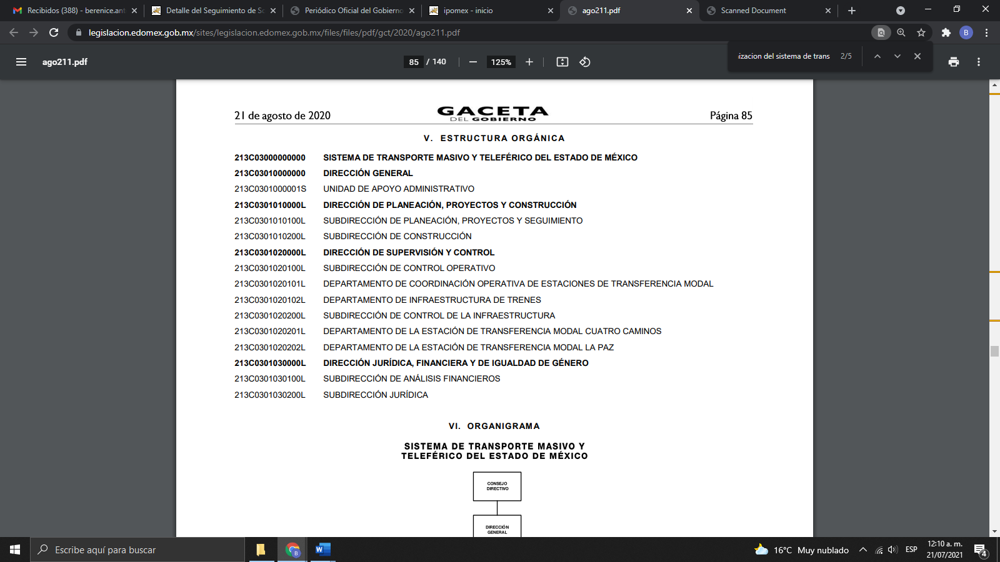 Recibidos (388) - berenice.ant
Detalle del Seguimiento de So
Periódico Oficial del Gobierno
ipomex - inicio
ago211.pdf
Scanned Document
legislacion.edomex.gob.mx/sites/legislacion.edomex.gob.mx/files/files/pdf/gct/2020/ago211.pdf
B
ago211.pdf
85 / 140
125%
izacion del sistema de trans 2/5
21 de agosto de 2020
GACETA
DEL GOBIERNO
Página 85
V. ESTRUCTURA ORGÁNICA
213C03000000000 SISTEMA DE TRANSPORTE MASIVO Y TELEFÉRICO DEL ESTADO DE MÉXICO
213C03010000000 DIRECCIÓN GENERAL
213C0301000001S UNIDAD DE APOYO ADMINISTRATIVO
213C0301010000L DIRECCIÓN DE PLANEACIÓN, PROYECTOS Y CONSTRUCCIÓN
213C0301010100L SUBDIRECCIÓN DE PLANEACIÓN, PROYECTOS Y SEGUIMIENTO
213C0301010200L SUBDIRECCIÓN DE CONSTRUCCIÓN
213C0301020000L DIRECCIÓN DE SUPERVISIÓN Y CONTROL
213C0301020100L SUBDIRECCIÓN DE CONTROL OPERATIVO
213C0301020101L DEPARTAMENTO DE COORDINACIÓN OPERATIVA DE ESTACIONES DE TRANSFERENCIA MODAL
213C0301020102L DEPARTAMENTO DE INFRAESTRUCTURA DE TRENES
213C0301020200L SUBDIRECCIÓN DE CONTROL DE LA INFRAESTRUCTURA
213C0301020201L DEPARTAMENTO DE LA ESTACIÓN DE TRANSFERENCIA MODAL CUATRO CAMINOS
213C0301020202L DEPARTAMENTO DE LA ESTACIÓN DE TRANSFERENCIA MODAL LA PAZ
213C0301030000L DIRECCIÓN JURÍDICA, FINANCIERA Y DE IGUALDAD DE GÉNERO
213C0301030100L SUBDIRECCIÓN DE ANÁLISIS FINANCIEROS
213C0301030200L SUBDIRECCIÓN JURÍDICA
VI. ORGANIGRAMA
SISTEMA DE TRANSPORTE MASIVO Y
TELEFÉRICO DEL ESTADO DE MÉXICO
CONSEJO
DIRECTIVO
DIRECCIÓN
GENERAL
Escribe aquí para buscar
B
W
16°C Muy nublado
ESP
12:10 a. m.
21/07/2021
4